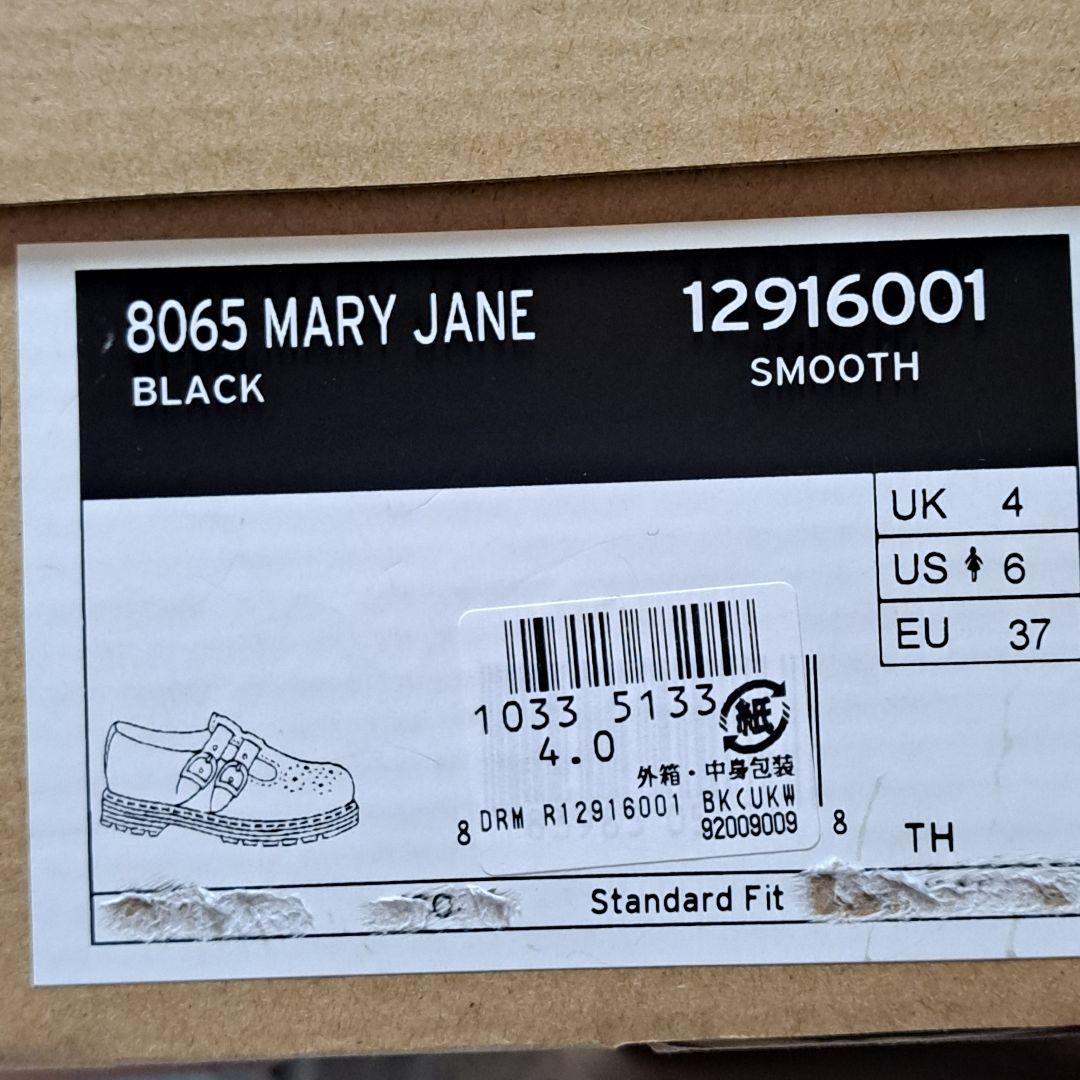 8065 MARY JANE
12916001
BLACK
SMOOTH
UK 4
US 6
EU 37
1033 5133
紙
4.0
外箱・中身包装
DRM R12916001 BK(UKW
92009009
8
8
TH
Standard Fit